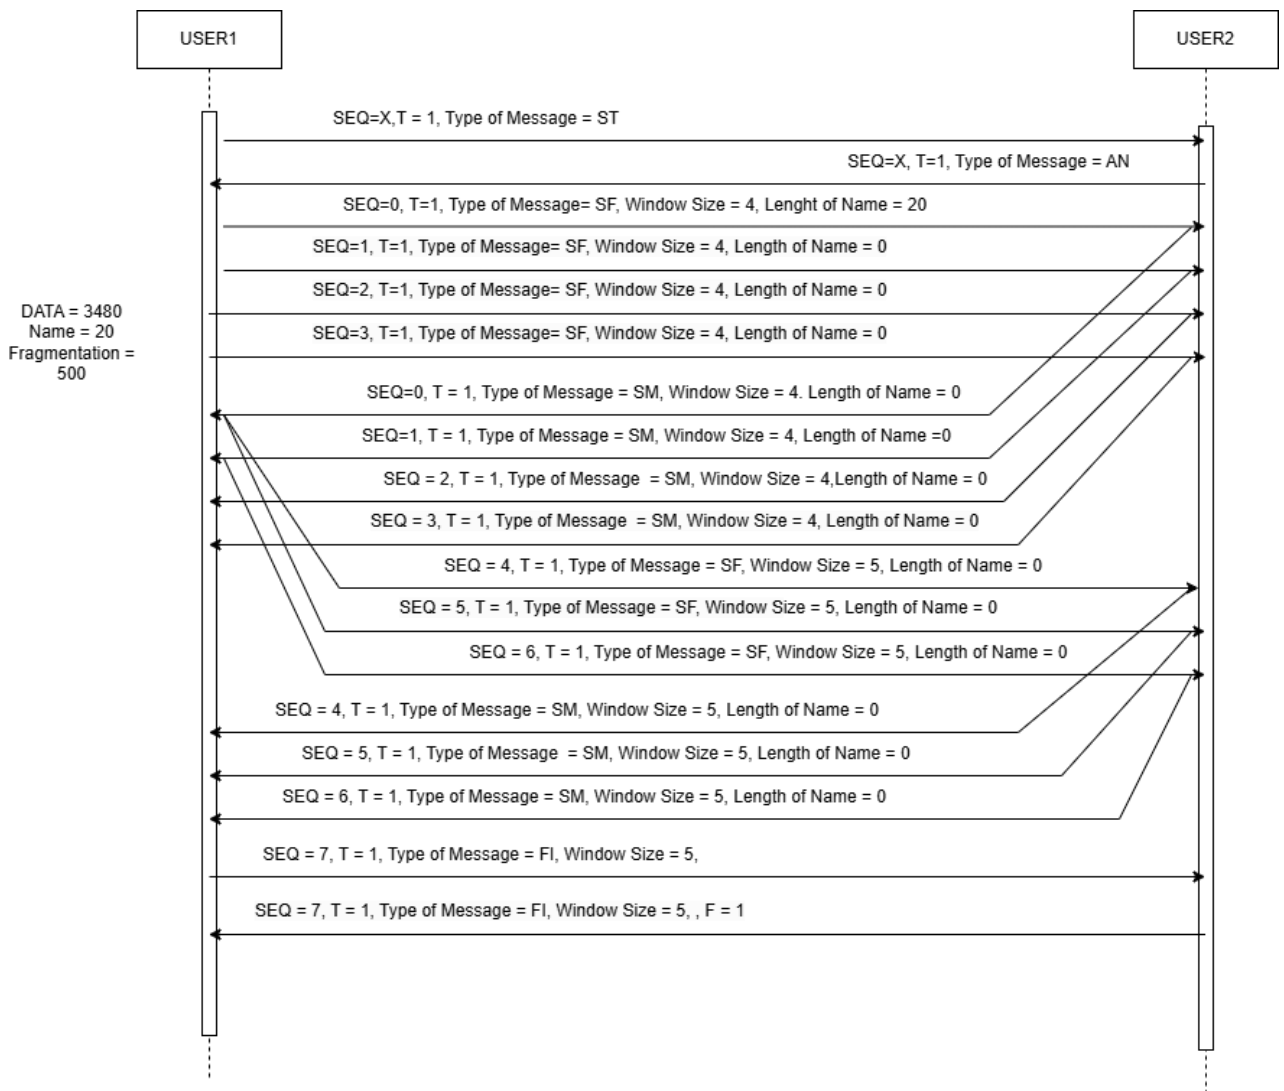 USER1
USER2
SEQ=X,T = 1, Type of Message = ST
SEQ=X, T=1, Type of Message = AN
SEQ=0, T=1, Type of Message= SF, Window Size = 4, Lenght of Name = 20
SEQ=1, T=1, Type of Message= SF, Window Size = 4, Length of Name = 0
SEQ=2, T=1, Type of Message= SF, Window Size = 4, Length of Name = 0
SEQ=3, T=1, Type of Message= SF, Window Size = 4, Length of Name = 0
DATA = 3480
Name = 20
Fragmentation =
500
SEQ=0, T = 1, Type of Message = SM, Window Size = 4. Length of Name = 0
SEQ=1, T = 1, Type of Message = SM, Window Size = 4, Length of Name =0
SEQ = 2, T = 1, Type of Message  = SM, Window Size = 4,Length of Name = 0
SEQ = 3, T = 1, Type of Message  = SM, Window Size = 4, Length of Name = 0
SEQ = 4, T = 1, Type of Message = SF, Window Size = 5, Length of Name = 0
SEQ = 5, T = 1, Type of Message = SF, Window Size = 5, Length of Name = 0
SEQ = 6, T = 1, Type of Message = SF, Window Size = 5, Length of Name = 0
SEQ = 4, T = 1, Type of Message = SM, Window Size = 5, Length of Name = 0
SEQ = 5, T = 1, Type of Message  = SM, Window Size = 5, Length of Name = 0
SEQ = 6, T = 1, Type of Message = SM, Window Size = 5, Length of Name = 0
SEQ = 7, T = 1, Type of Message = FI, Window Size = 5,
SEQ = 7, T = 1, Type of Message = FI, Window Size = 5, , F = 1